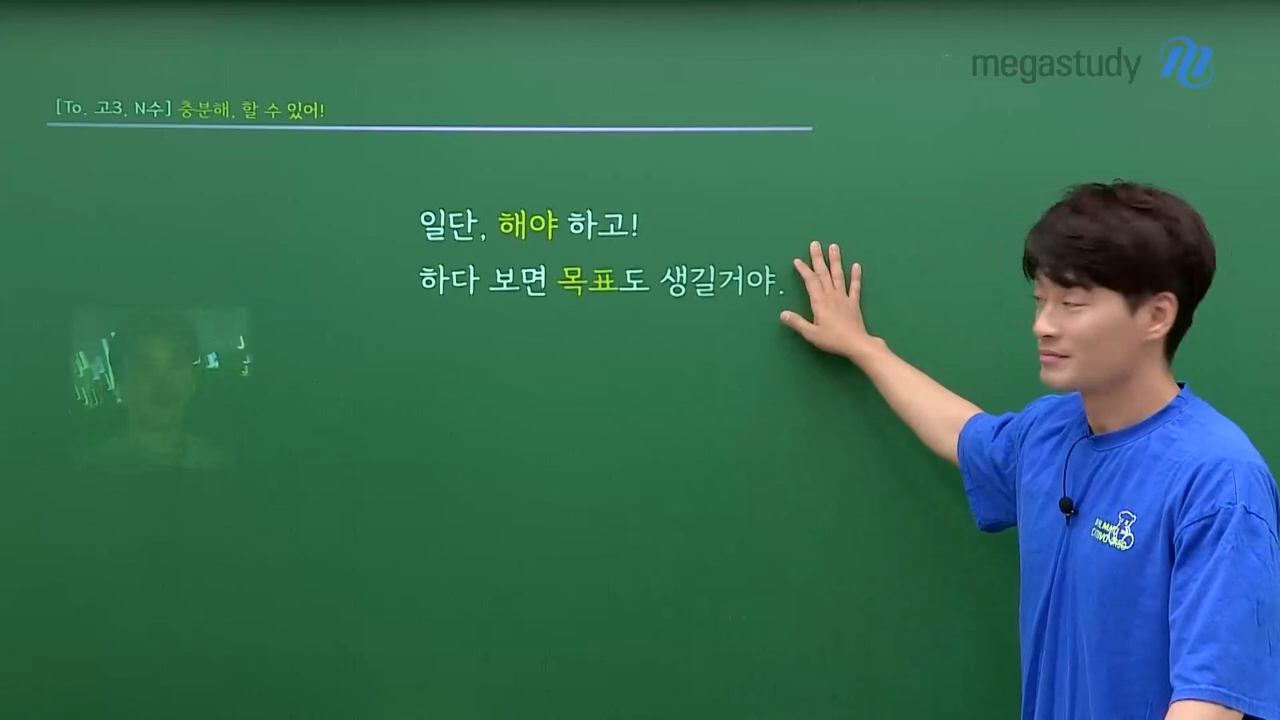 megastudy
[To. 고3, N수] 충분해, 할 수 있어!
일단, 해야 하고!
하다 보면 목표도 생길거야.